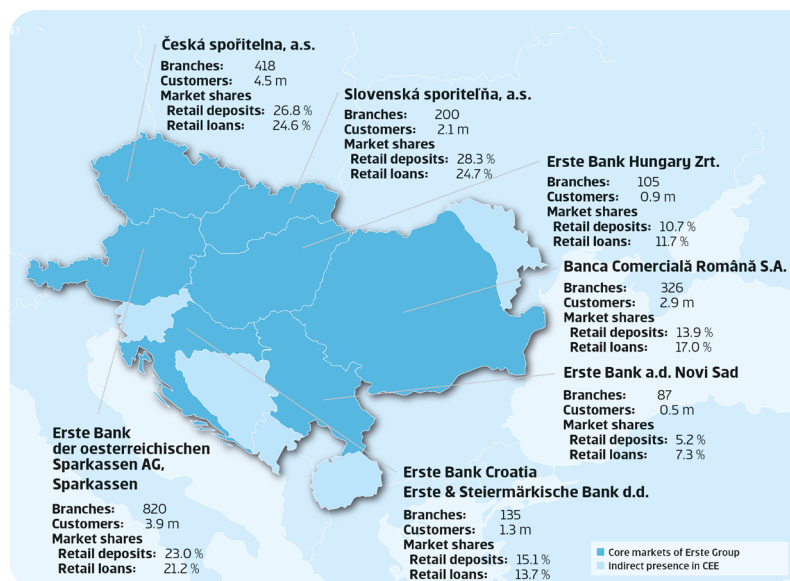 Česká spořitelna, a.s.
Branches: 418
Customers: 4.5 m
Market shares
Retail deposits: 26.8 %
Retail loans: 24.6 %
Slovenská sporiteľňa, a.s.
Branches: 200
Customers: 2.1 m
Market shares
Retail deposits: 28.3 %
Retail loans: 24.7 %
Erste Bank Hungary Zrt.
Branches: 105
Customers: 0.9 m
Market shares
Retail deposits: 10.7 %
Retail loans: 11.7 %
Banca Comercială Română S.A.
Branches: 326
Customers: 2.9 m
Market shares
Retail deposits: 13.9 %
Retail loans: 17.0 %
Erste Bank a.d. Novi Sad
Branches: 87
Customers: 0.5 m
Market shares
Retail deposits: 5.2 %
Retail loans: 7.3 %
Erste Bank
der oesterreichischen
Sparkassen AG,
Sparkassen
Branches: 820
Customers: 3.9 m
Market shares
Retail deposits: 23.0 %
Retail loans: 21.2 %
Erste Bank Croatia
Erste & Steiermärkische Bank d.d.
Branches: 135
Customers: 1.3 m
Market shares
Retail deposits: 15.1 %
Retail loans: 13.7 %
Core markets of Erste Group
Indirect presence in CEE